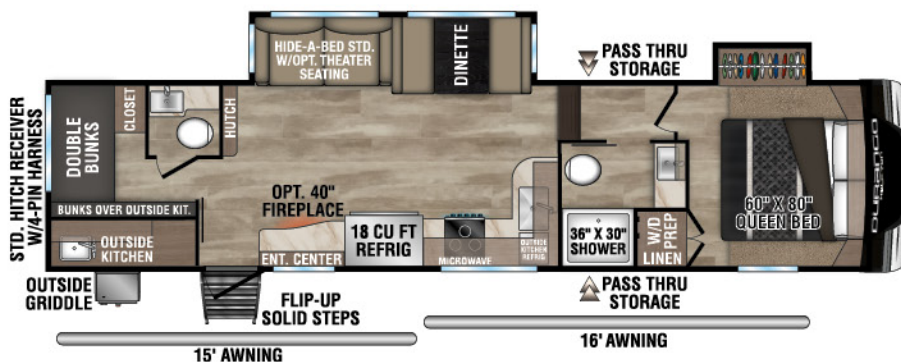 HIDE-A-BED STD.
W/OPT. THEATER
SEATING
DINETTE
PASS THRU
STORAGE
STD. HITCH RECEIVER
W/4-PIN HARNESS
DOUBLE
BUNKS
CLOSET
HUTCH
BUNKS OVER OUTSIDE KIT.
OUTSIDE
KITCHEN
OUTSIDE
GRIDDLE
OPT. 40"
FIREPLACE
ENT. CENTER
18 CU FT
REFRIG
MICROWAVE
OUTSIDE
KITCHEN
REFRIG
36" X 30"
SHOWER
W/D
PREP
LINEN
60" X 80"
QUEEN BED
DURANGO
FLIP-UP
SOLID STEPS
PASS THRU
STORAGE
15' AWNING
16' AWNING